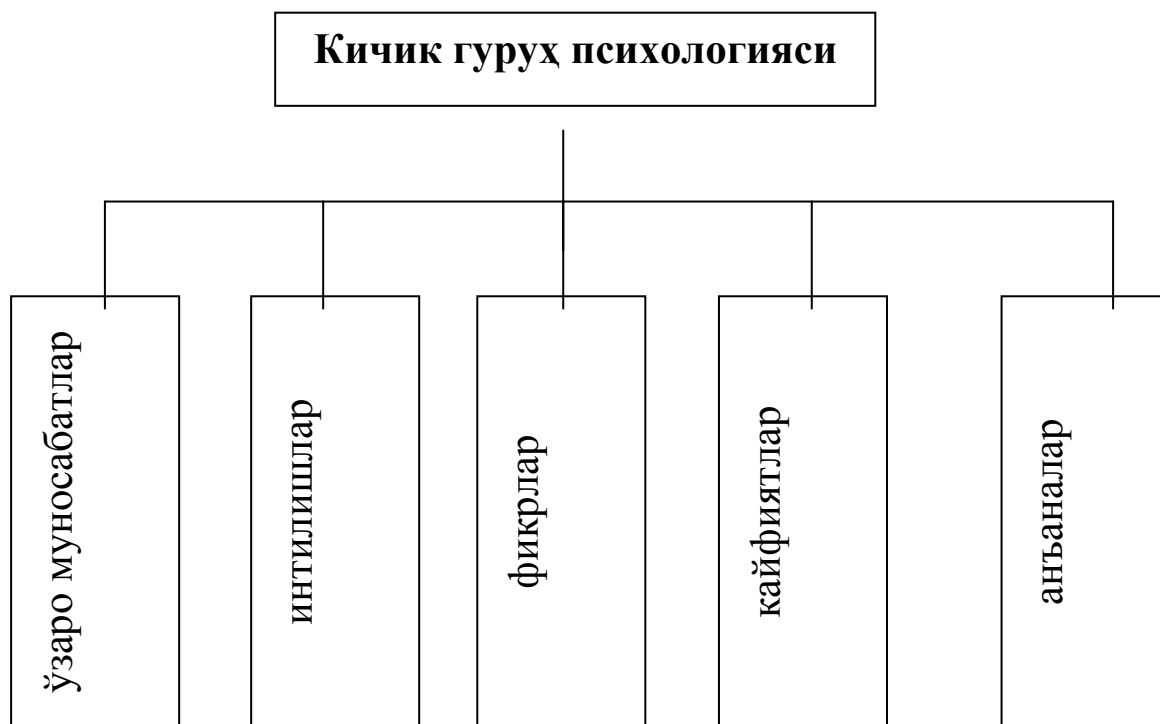 Кичик гуруҳ психологияси
ўзаро муносабатлар
интилишлар
фикрлар
кайфиятлар
анъаналар